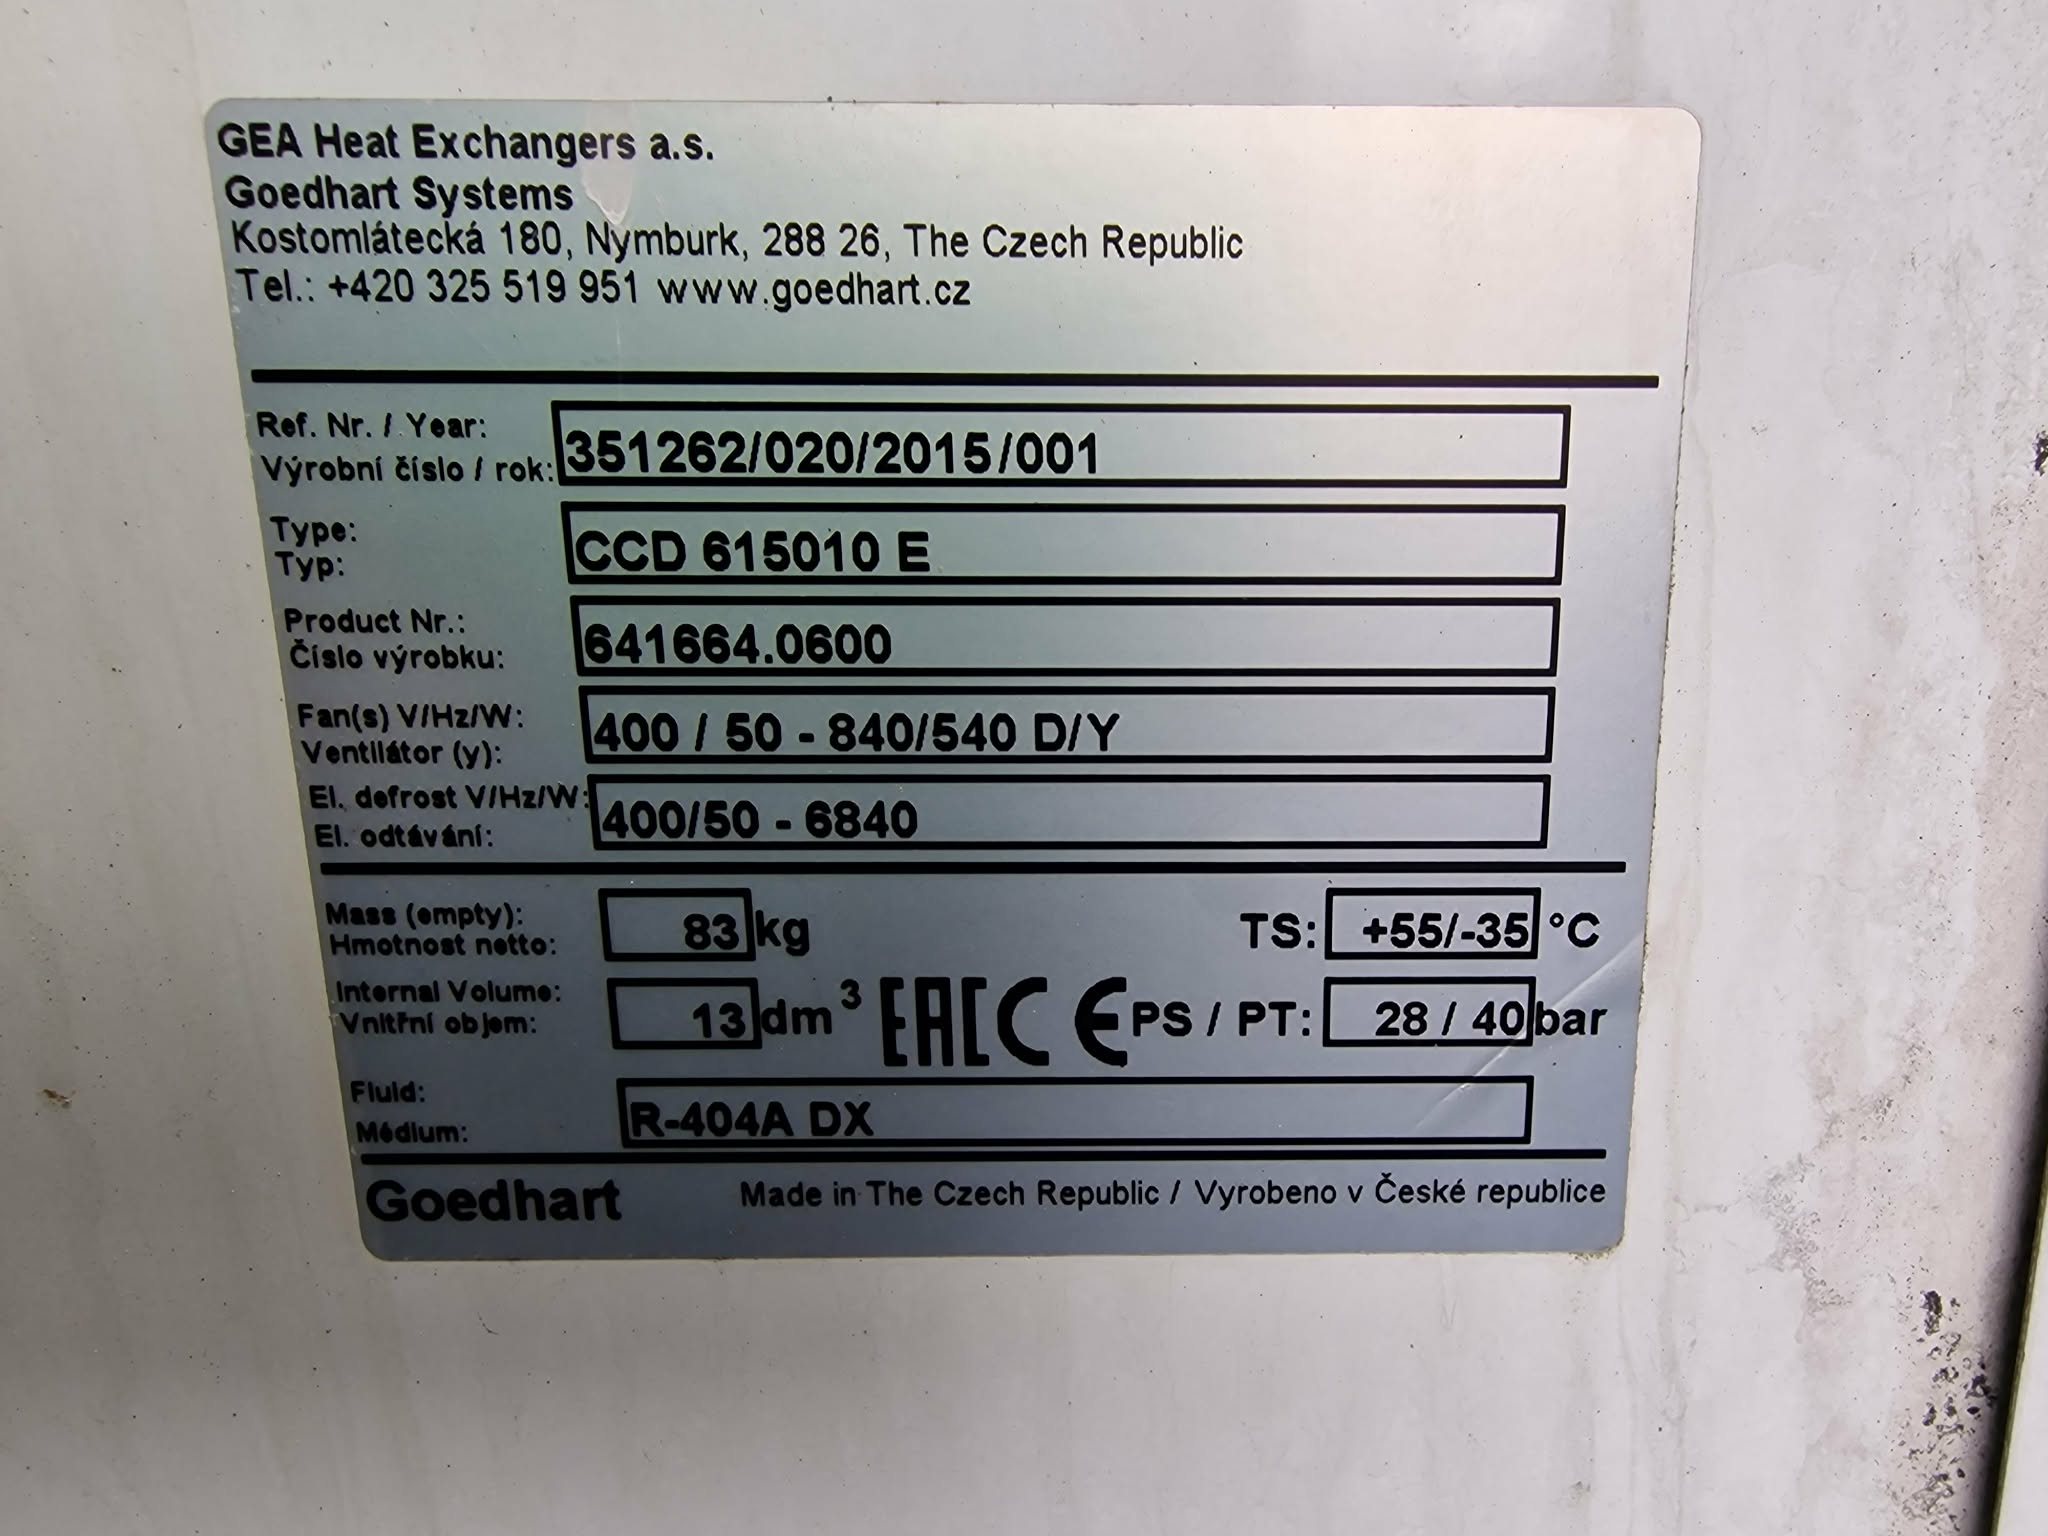 GEA Heat Exchangers a.s.
Goedhart Systems
Kostomlátecká 180, Nymburk, 288 26, The Czech Republic
Tel.: +420 325 519 951 www.goedhart.cz
Ref. Nr. / Year:
Výrobní číslo / rok:
351262/020/2015/001
Type:
Typ:
CCD 615010 E
Product Nr.:
Číslo výrobku:
641664.0600
Fan(s) V/Hz/W:
Ventilátor (y):
400 / 50 - 840/540 D/Y
El. defrost V/Hz/W:
El. odtávání:
400/50 - 6840
Mass (empty):
Hmotnost netto:
83 kg
TS: +55/-35 °C
Internal Volume:
Vnitřní objem:
13 dm³
EAC CE
PS / PT: 28 / 40 bar
Fluid:
Médium:
R-404A DX
Goedhart
Made in The Czech Republic / Vyrobeno v České republice